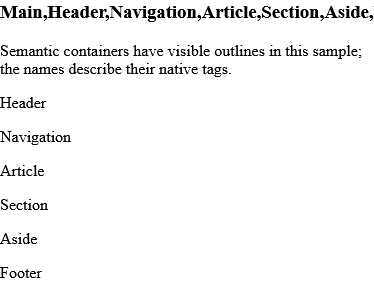 Main,Header,Navigation,Article,Section,Aside,
Semantic containers have visible outlines in this sample;
the names describe their native tags.
Header
Navigation
Article
Section
Aside
Footer